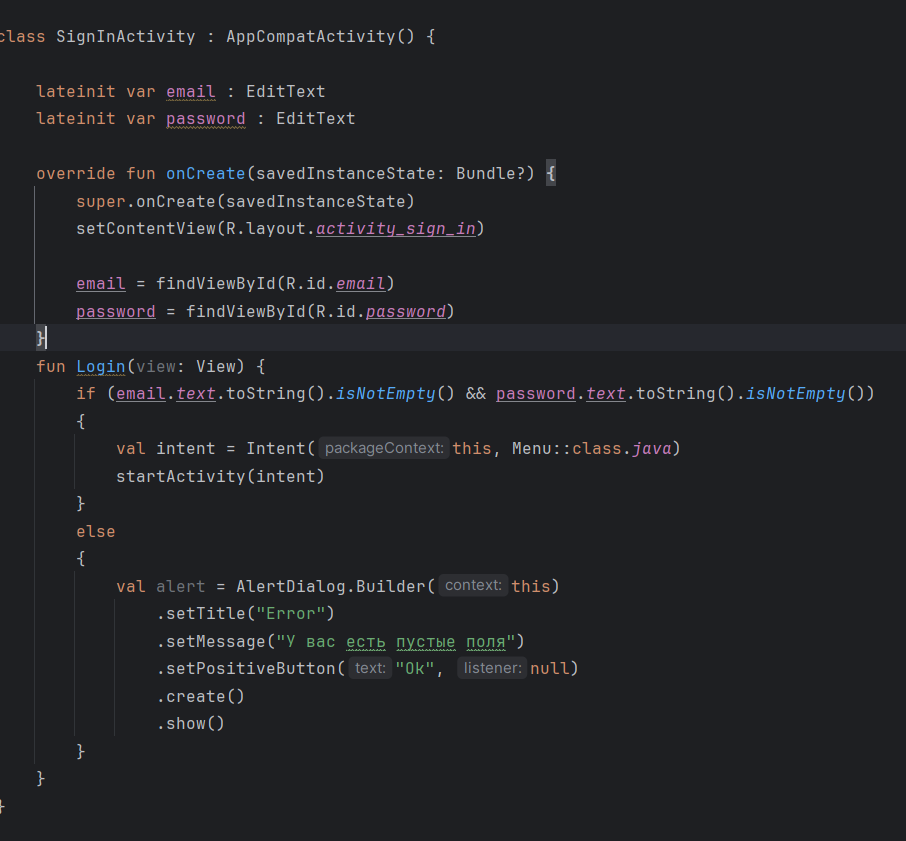 class SignInActivity : AppCompatActivity() {
lateinit var email : EditText
lateinit var password : EditText
override fun onCreate(savedInstanceState: Bundle?) {
super.onCreate(savedInstanceState)
setContentView(R.layout.activity_sign_in)
email = findViewById(R.id.email)
password = findViewById(R.id.password)
}
fun Login(view: View) {
if (email.text.toString().isNotEmpty() && password.text.toString().isNotEmpty())
{
val intent = Intent( packageContext: this, Menu::class.java)
startActivity(intent)
}
else
{
val alert = AlertDialog.Builder( context: this)
.setTitle("Error")
.setMessage("У вас есть пустые поля")
.setPositiveButton( text: "Ok", listener: null)
.create()
.show()
}
}
}